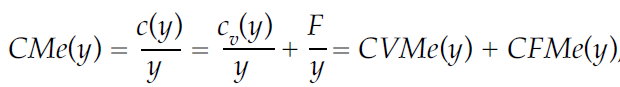 CMe(y) = c(y)/y = c_v(y)/y + F/y = CVMe(y) + CFMe(y),